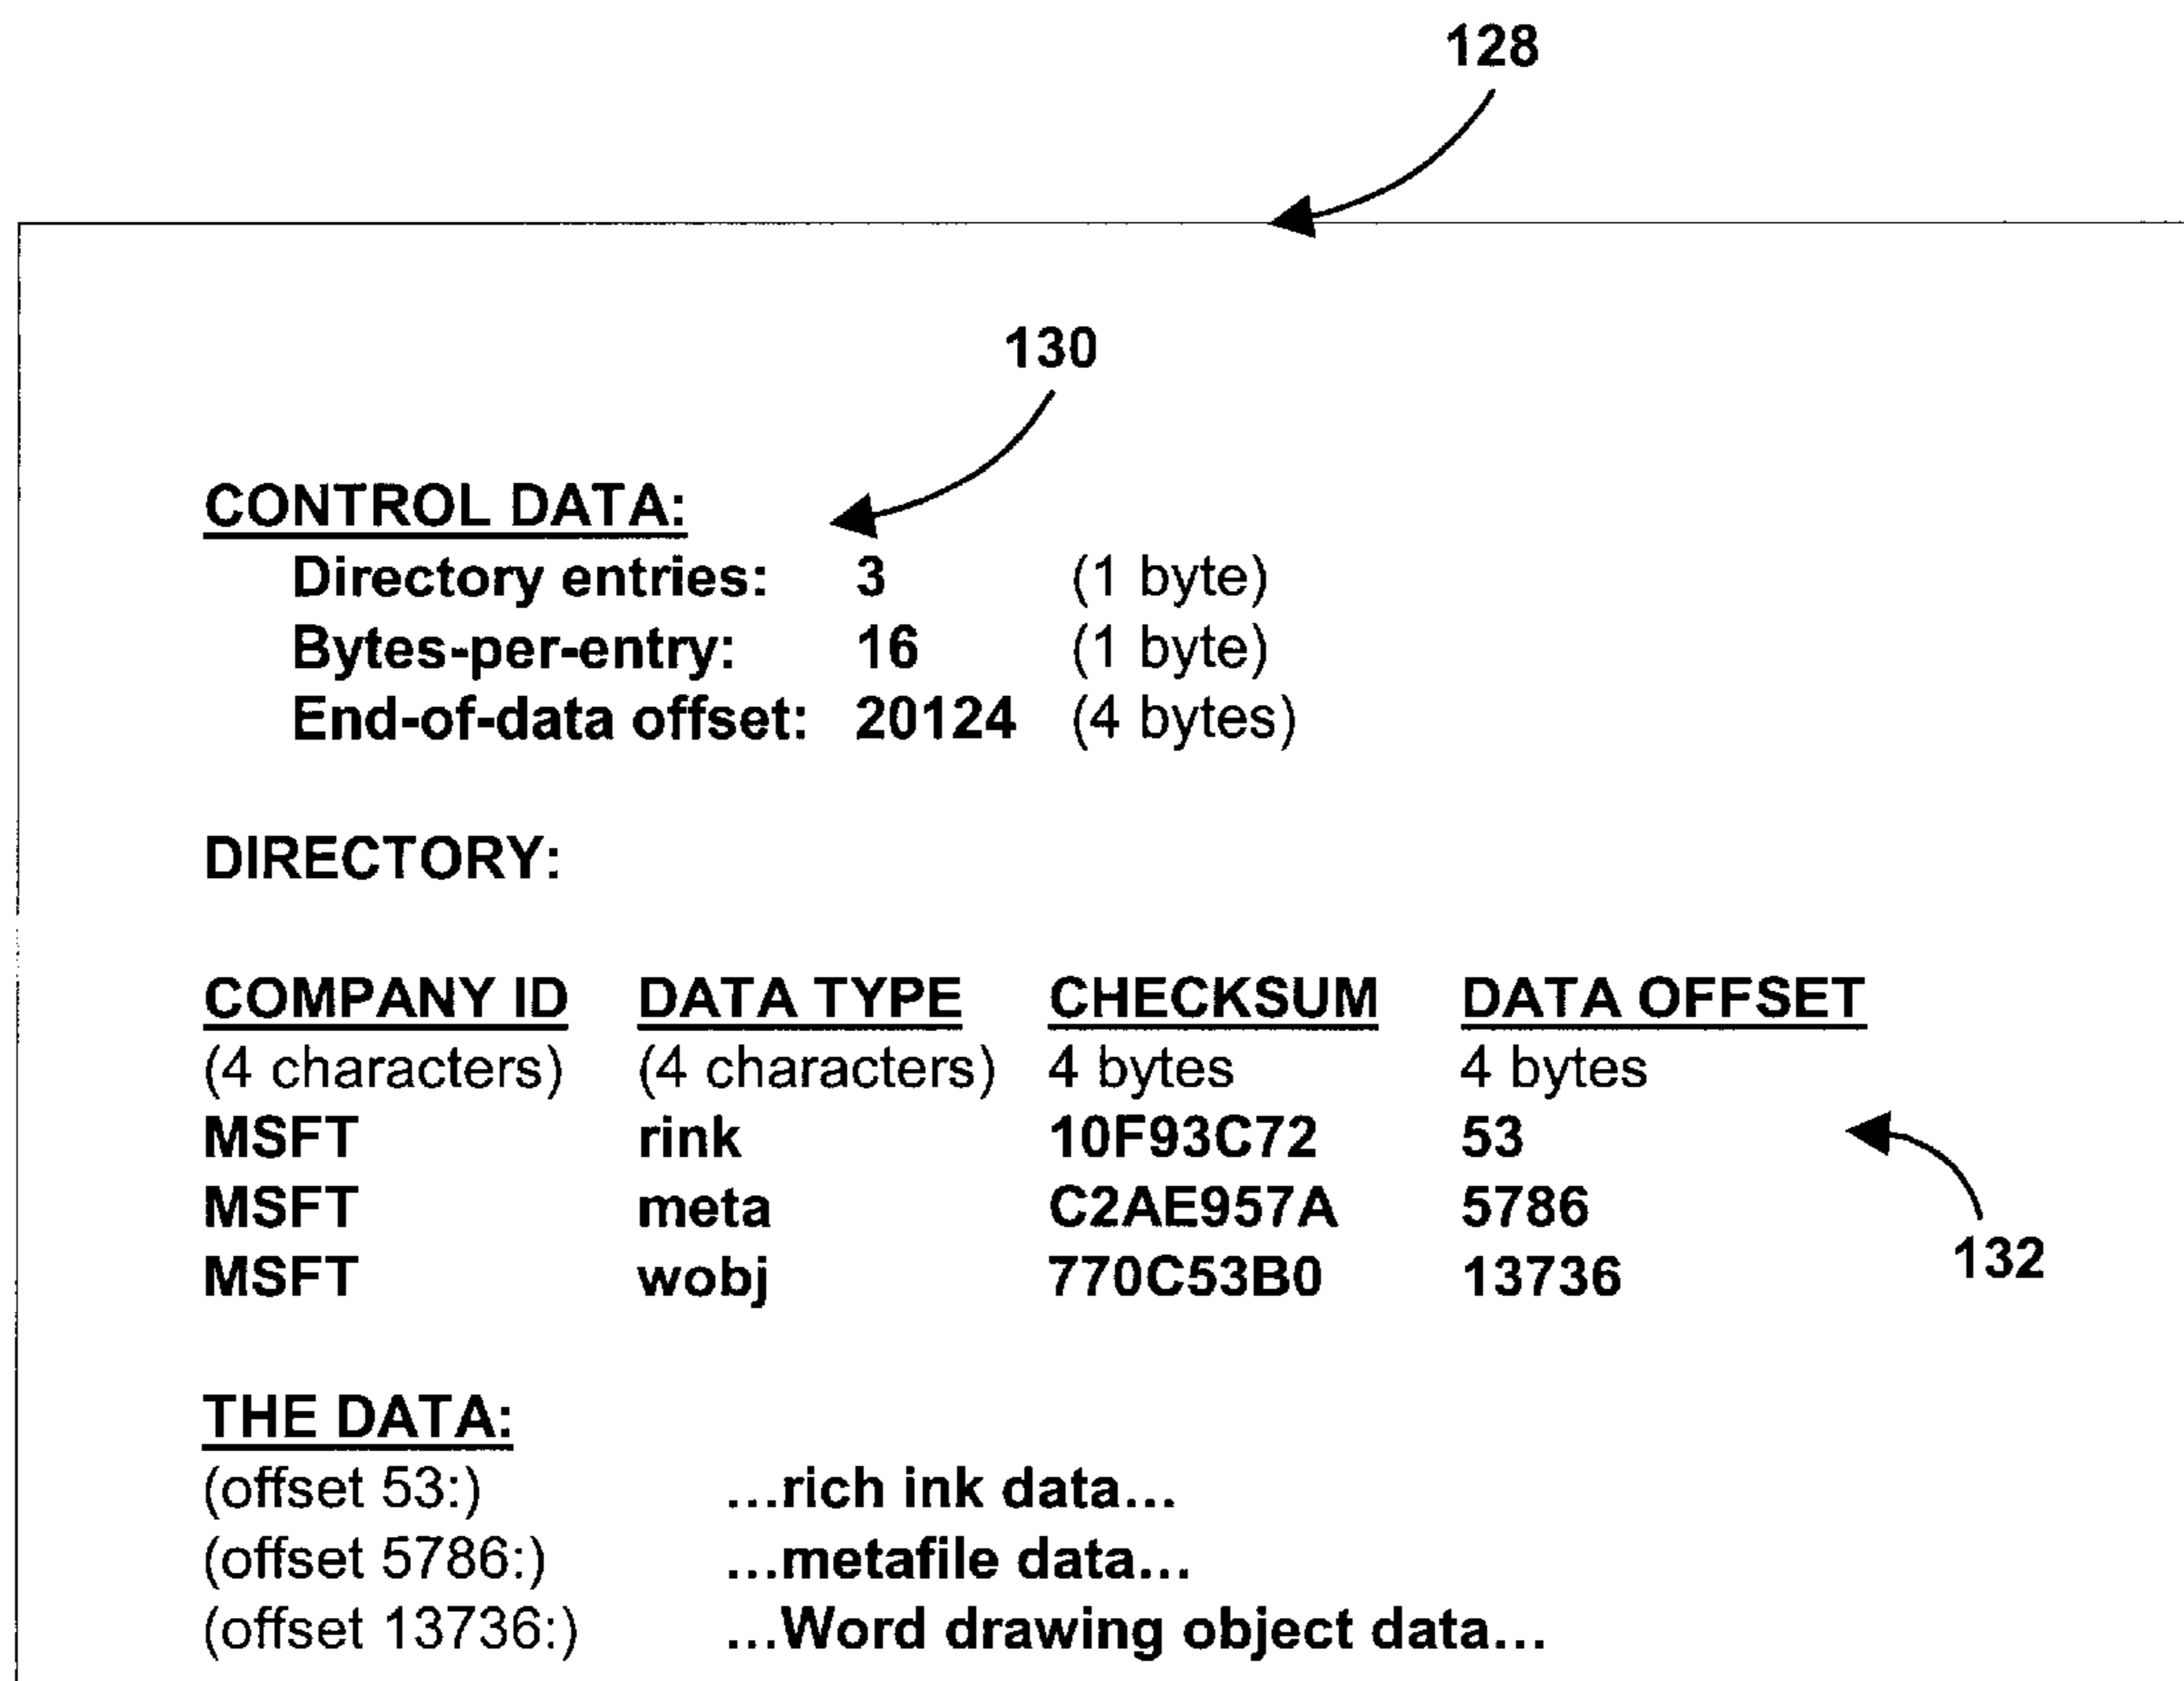 128
130
CONTROL DATA:
Directory entries: 3 (1 byte)
Bytes-per-entry: 16 (1 byte)
End-of-data offset: 20124 (4 bytes)
DIRECTORY:
COMPANY ID DATA TYPE CHECKSUM DATA OFFSET
(4 characters) (4 characters) 4 bytes 4 bytes
MSFT rink 10F93C72 53
MSFT meta C2AE957A 5786
MSFT wobj 770C53B0 13736
132
THE DATA:
(offset 53:) ...rich ink data...
(offset 5786:) ...metafile data...
(offset 13736:) ...Word drawing object data...